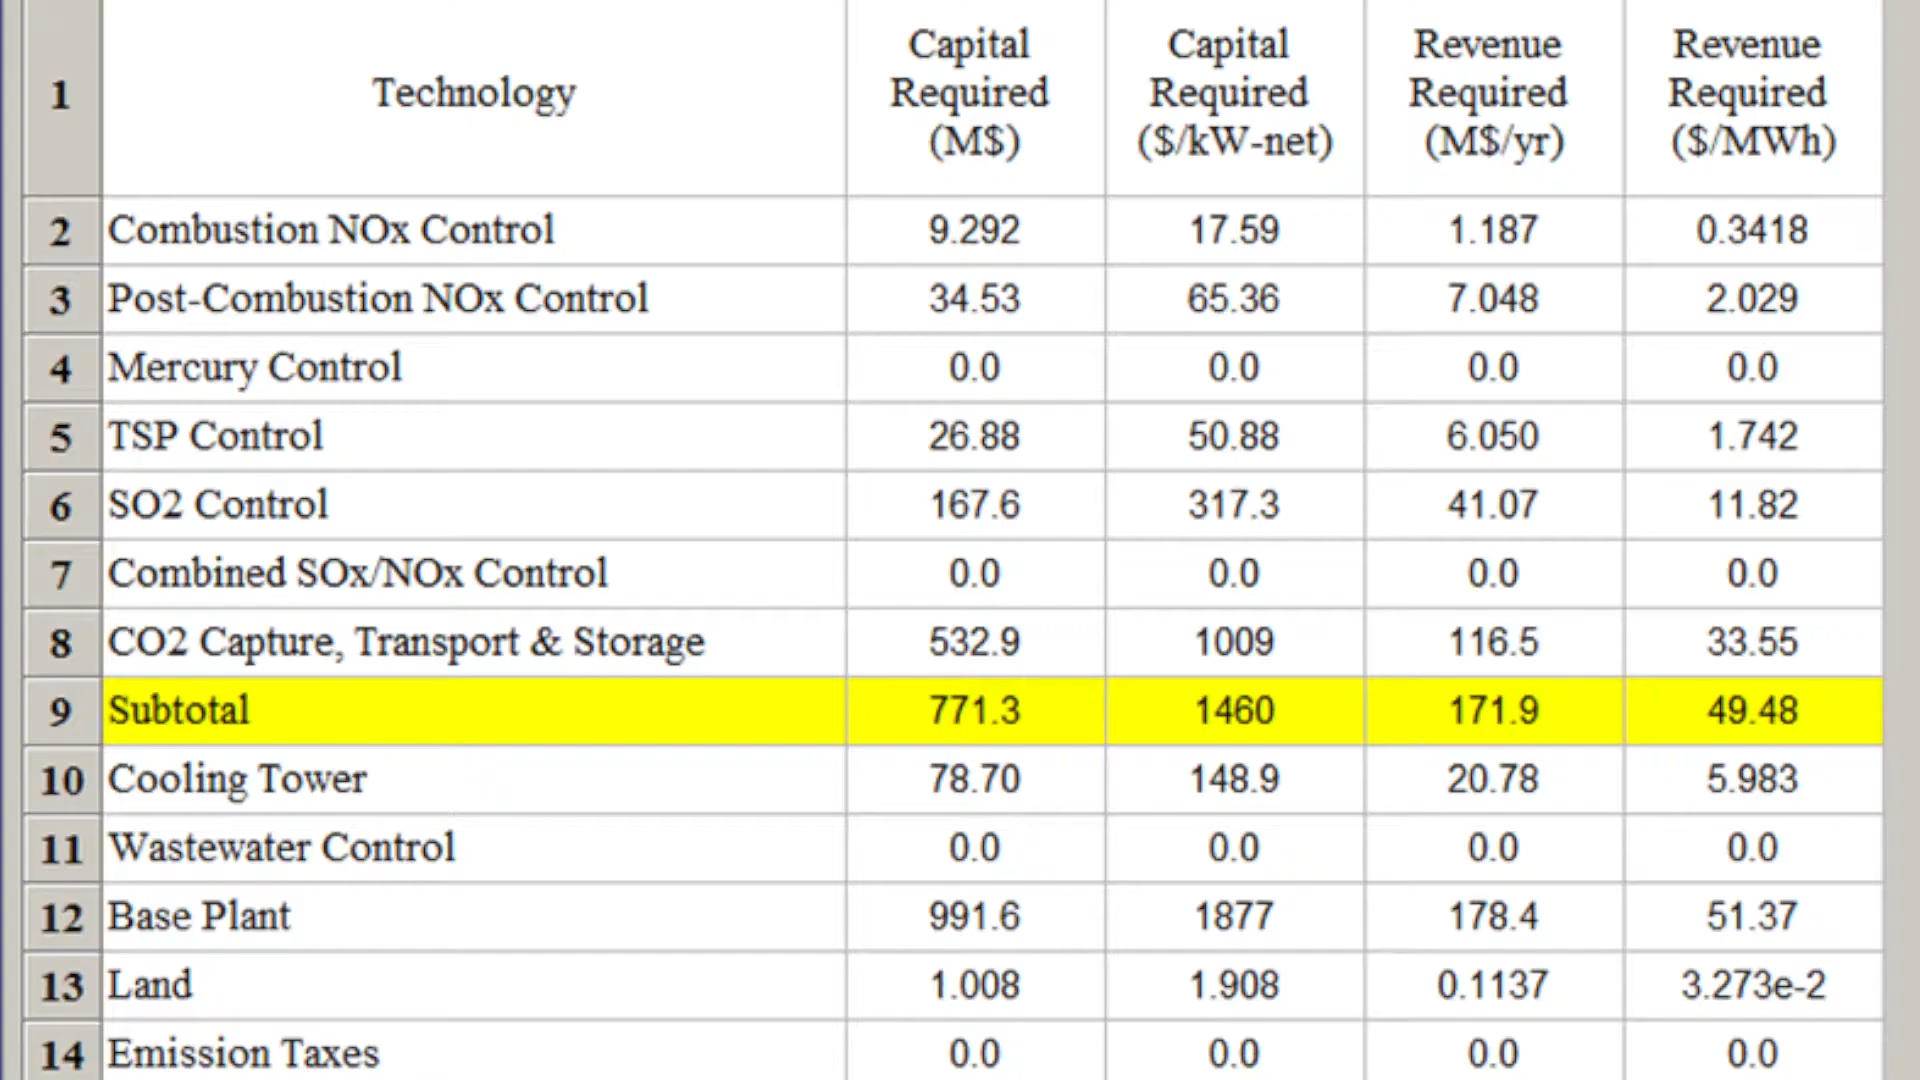 1 Technology Capital Required (M$) Capital Required ($/kW-net) Revenue Required (M$/yr) Revenue Required ($/MWh)
2 Combustion NOx Control 9.292 17.59 1.187 0.3418
3 Post-Combustion NOx Control 34.53 65.36 7.048 2.029
4 Mercury Control 0.0 0.0 0.0 0.0
5 TSP Control 26.88 50.88 6.050 1.742
6 SO2 Control 167.6 317.3 41.07 11.82
7 Combined SOx/NOx Control 0.0 0.0 0.0 0.0
8 CO2 Capture, Transport & Storage 532.9 1009 116.5 33.55
9 Subtotal 771.3 1460 171.9 49.48
10 Cooling Tower 78.70 148.9 20.78 5.983
11 Wastewater Control 0.0 0.0 0.0 0.0
12 Base Plant 991.6 1877 178.4 51.37
13 Land 1.008 1.908 0.1137 3.273e-2
14 Emission Taxes 0.0 0.0 0.0 0.0